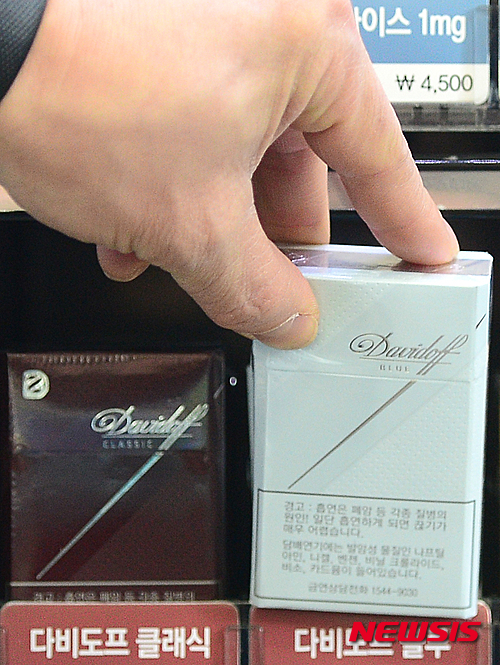 아이스 1mg
₩ 4,500
Davidoff
BLUE
Davidoff
CLASSIC
경고 : 흡연은 폐암 등 각종 질병의
원인! 일단 흡연하게 되면 끊기가
매우 어렵습니다.
담배연기에는 발암성 물질인 나프틸
아민, 니켈, 벤젠, 비닐 크롤라이드,
비소, 카드뮴이 들어있습니다.
금연상담전화 1544-9030
경고 : 흡연은 폐암 등 각종 질병의
다비도프 클래식
다비도프
NEWSIS